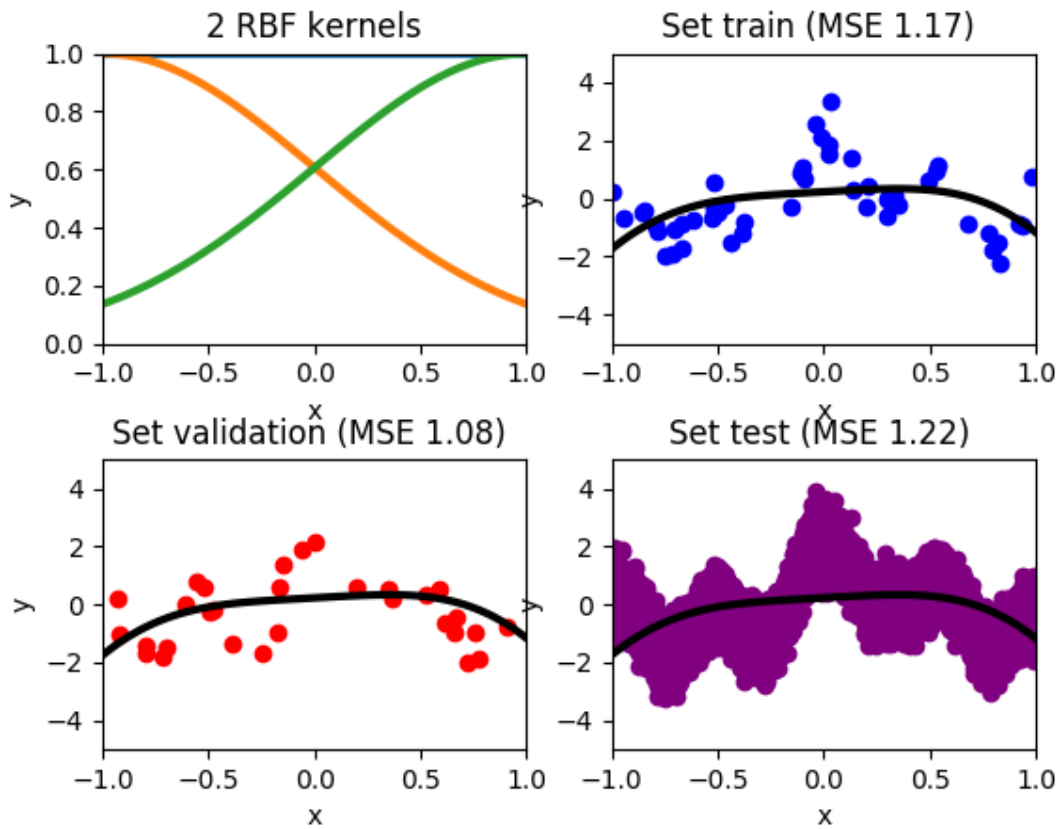 2 RBF kernels
1.0
0.8
0.6
0.4
0.2
0.0
y
−1.0 −0.5 0.0 0.5 1.0
x
Set train (MSE 1.17)
4
2
0
−2
−4
y
−1.0 −0.5 0.0 0.5 1.0
x
Set validation (MSE 1.08)
4
2
0
−2
−4
y
−1.0 −0.5 0.0 0.5 1.0
x
Set test (MSE 1.22)
4
2
0
−2
−4
y
−1.0 −0.5 0.0 0.5 1.0
x